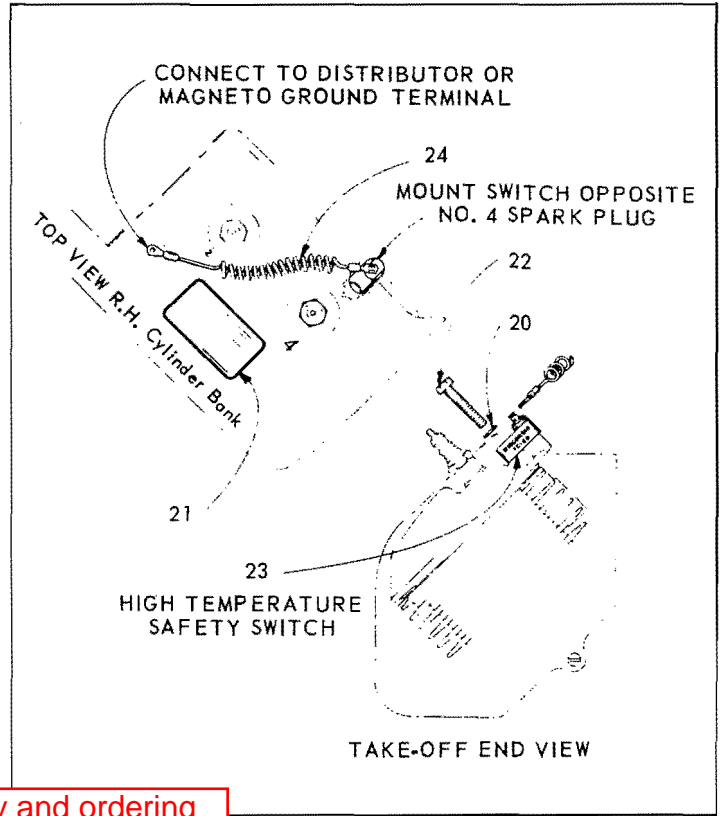 CONNECT TO DISTRIBUTOR OR
MAGNETO GROUND TERMINAL
24
MOUNT SWITCH OPPOSITE
NO. 4 SPARK PLUG
TOP VIEW R.H. Cylinder Bank
2
22
4
20
21
23
HIGH TEMPERATURE
SAFETY SWITCH
TAKE-OFF END VIEW
y and ordering